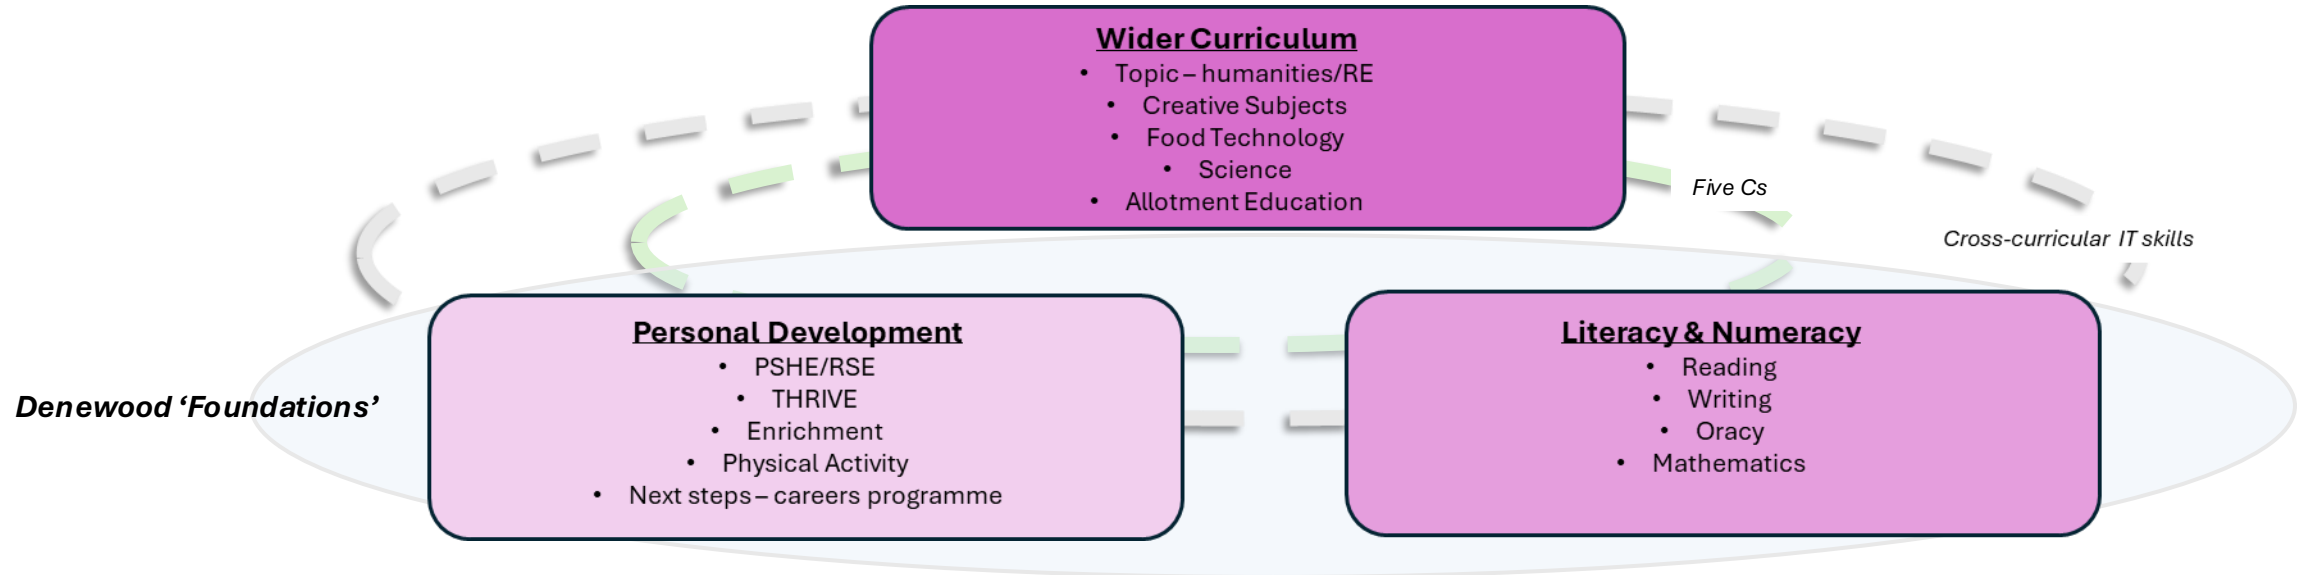 Wider Curriculum
• Topic – humanities/RE
• Creative Subjects
• Food Technology
• Science
• Allotment Education
Five Cs
Cross-curricular IT skills
Denewood ‘Foundations’
Personal Development
• PSHE/RSE
• THRIVE
• Enrichment
• Physical Activity
• Next steps – careers programme
Literacy & Numeracy
• Reading
• Writing
• Oracy
• Mathematics